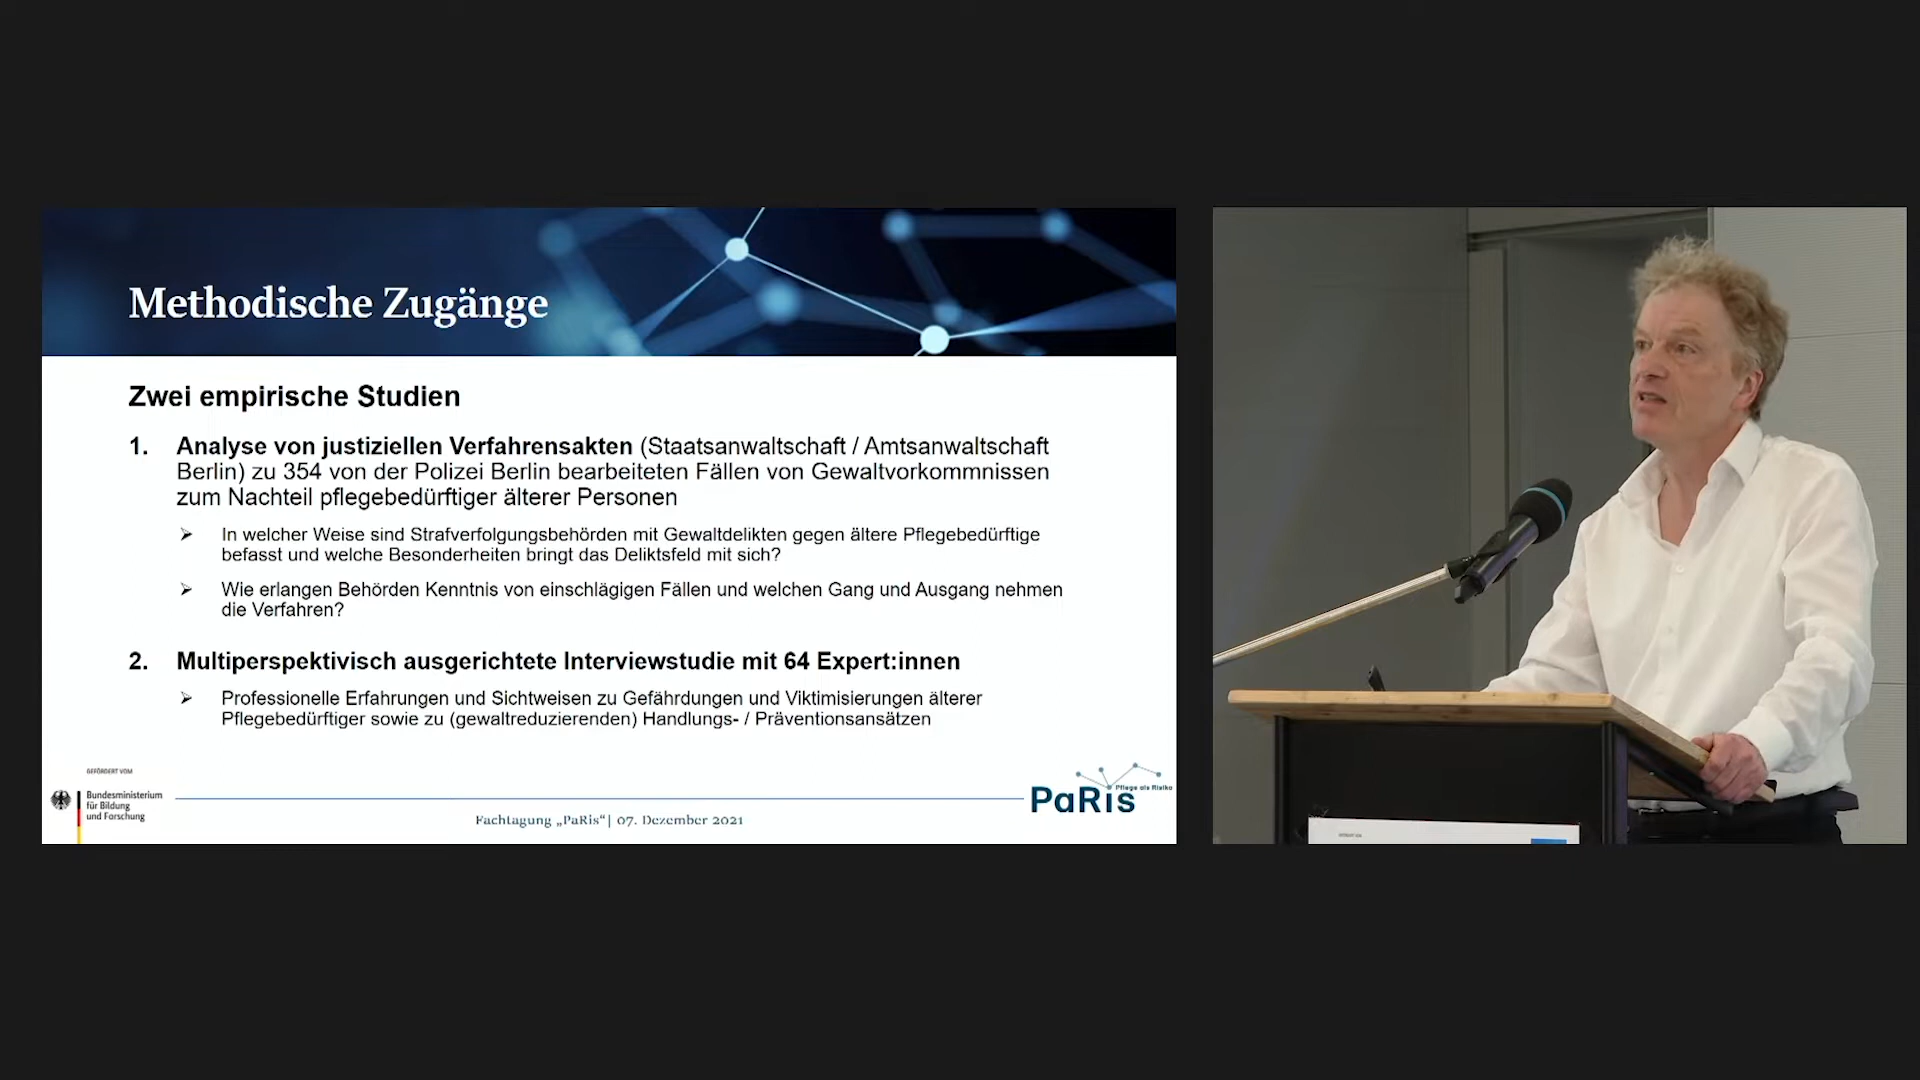 Methodische Zugänge
Zwei empirische Studien
1. Analyse von justiziellen Verfahrensakten (Staatsanwaltschaft / Amtsanwaltschaft
Berlin) zu 354 von der Polizei Berlin bearbeiteten Fällen von Gewaltvorkommnissen
zum Nachteil pflegebedürftiger älterer Personen
➢ In welcher Weise sind Strafverfolgungsbehörden mit Gewaltdelikten gegen ältere Pflegebedürftige
befasst und welche Besonderheiten bringt das Deliktsfeld mit sich?
➢ Wie erlangen Behörden Kenntnis von einschlägigen Fällen und welchen Gang und Ausgang nehmen
die Verfahren?
2. Multiperspektivisch ausgerichtete Interviewstudie mit 64 Expert:innen
➢ Professionelle Erfahrungen und Sichtweisen zu Gefährdungen und Viktimisierungen älterer
Pflegebedürftiger sowie zu (gewaltreduzierenden) Handlungs- / Präventionsansätzen
GEFÖRDERT VOM
Bundesministerium
für Bildung
und Forschung
Fachtagung „PaRis“| 07. Dezember 2021
Pflege als Risiko
PaRis